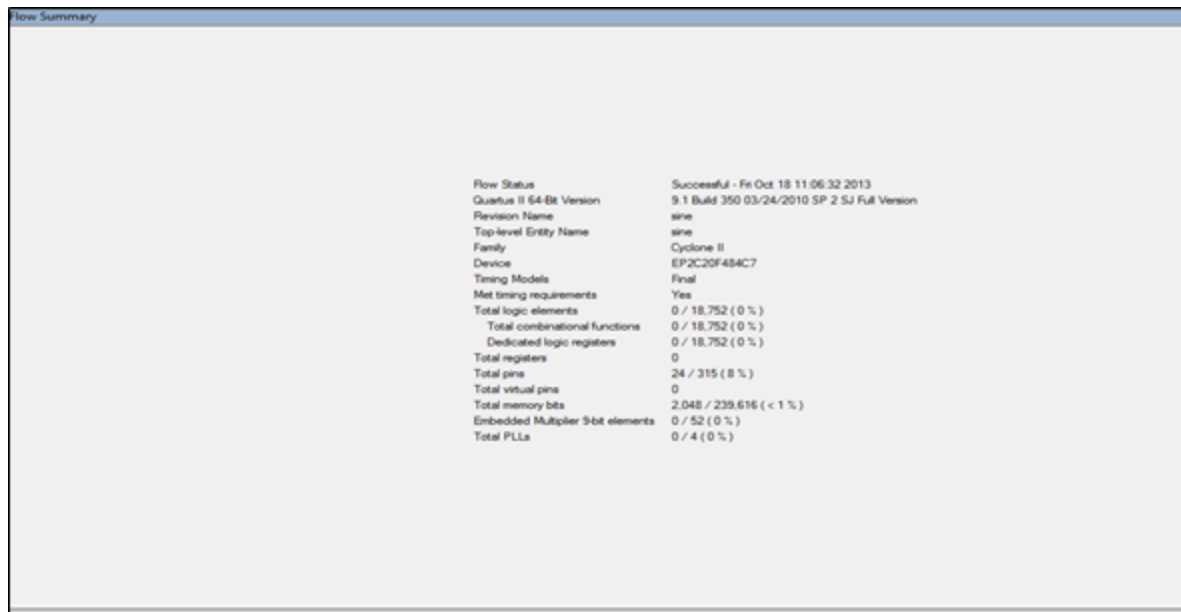 Flow Summary
Flow Status Successful - Fri Oct 18 11:06:32 2013
Quartus II 64-Bit Version 9.1 Build 350 03/24/2010 SP 2 SJ Full Version
Revision Name sine
Top-level Entity Name sine
Family Cyclone II
Device EP2C20F484C7
Timing Models Final
Met timing requirements Yes
Total logic elements 0 / 18,752 ( 0 % )
Total combinational functions 0 / 18,752 ( 0 % )
Dedicated logic registers 0 / 18,752 ( 0 % )
Total registers 0
Total pins 24 / 315 ( 8 % )
Total virtual pins 0
Total memory bits 2,048 / 239,616 ( < 1 % )
Embedded Multiplier 9-bit elements 0 / 52 ( 0 % )
Total PLLs 0 / 4 ( 0 % )